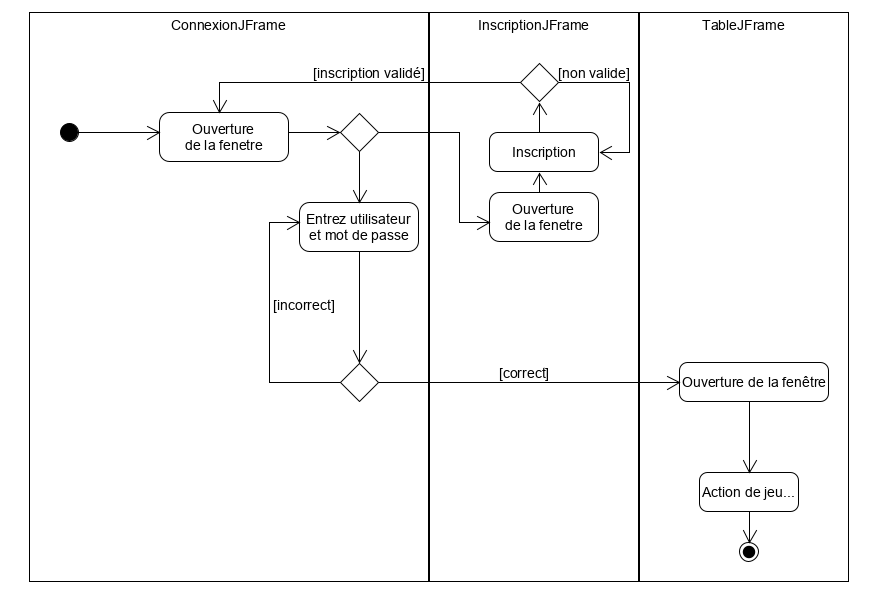 ConnexionJFrame
InscriptionJFrame
TableJFrame
[inscription validé]
[non valide]
Ouverture
de la fenetre
Inscription
Entrez utilisateur
et mot de passe
Ouverture
de la fenetre
[incorrect]
[correct]
Ouverture de la fenêtre
Action de jeu...